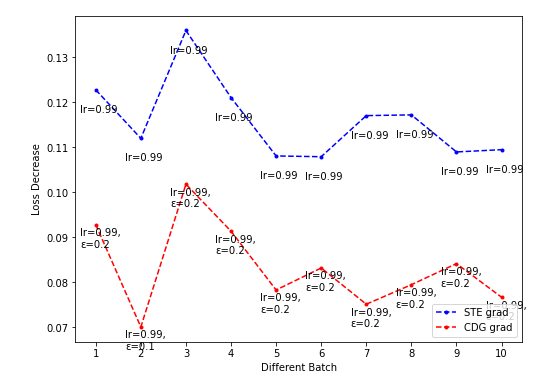 0.13
0.12
0.11
0.10
0.09
0.08
0.07
Loss Decrease
lr=0.99
lr=0.99
lr=0.99
lr=0.99
lr=0.99
lr=0.99
lr=0.99
lr=0.99
lr=0.99
lr=0.99
lr=0.99,
ε=0.2
lr=0.99,
ε=0.1
lr=0.99,
ε=0.2
lr=0.99,
ε=0.2
lr=0.99,
ε=0.2
lr=0.99,
ε=0.2
lr=0.99,
ε=0.2
lr=0.99,
ε=0.2
lr=0.99,
ε=0.2
lr=0.99,
STE grad
CDG grad
1 2 3 4 5 6 7 8 9 10
Different Batch